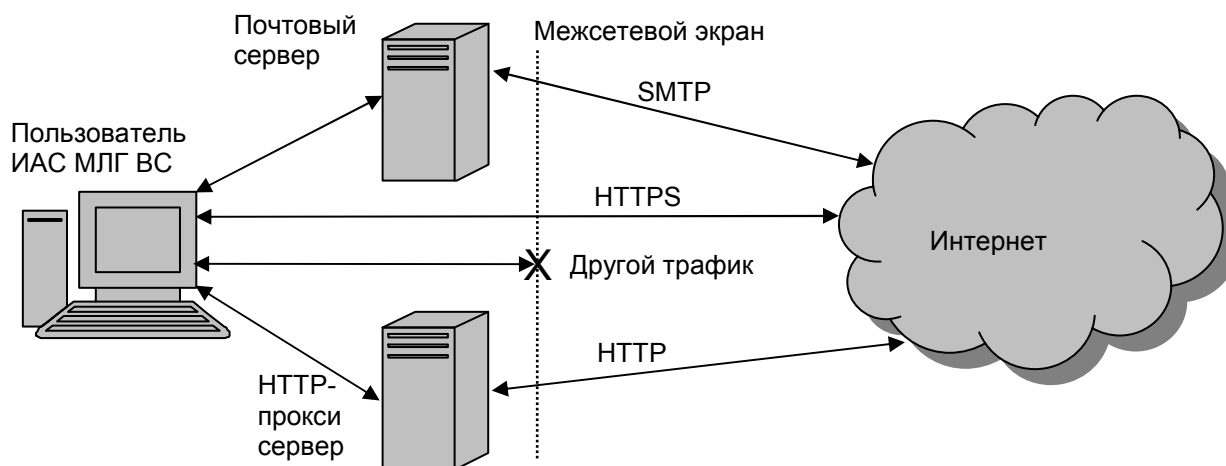 Почтовый
сервер
Межсетевой экран
SMTP
Пользователь
ИАС МЛГ ВС
HTTPS
Интернет
X
Другой трафик
HTTP
HTTP-
прокси
сервер